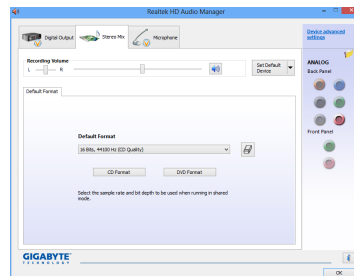 Realtek HD Audio Manager
Digital Output
Stereo Mix
Microphone
Device advanced settings
Recording Volume
L
R
Set Default Device
ANALOG
Back Panel
Default Format
Default Format
16 Bits, 44100 Hz (CD Quality)
CD Format
DVD Format
Select the sample rate and bit depth to be used when running in shared
mode.
Front Panel
GIGABYTE
TECHNOLOGY
OK